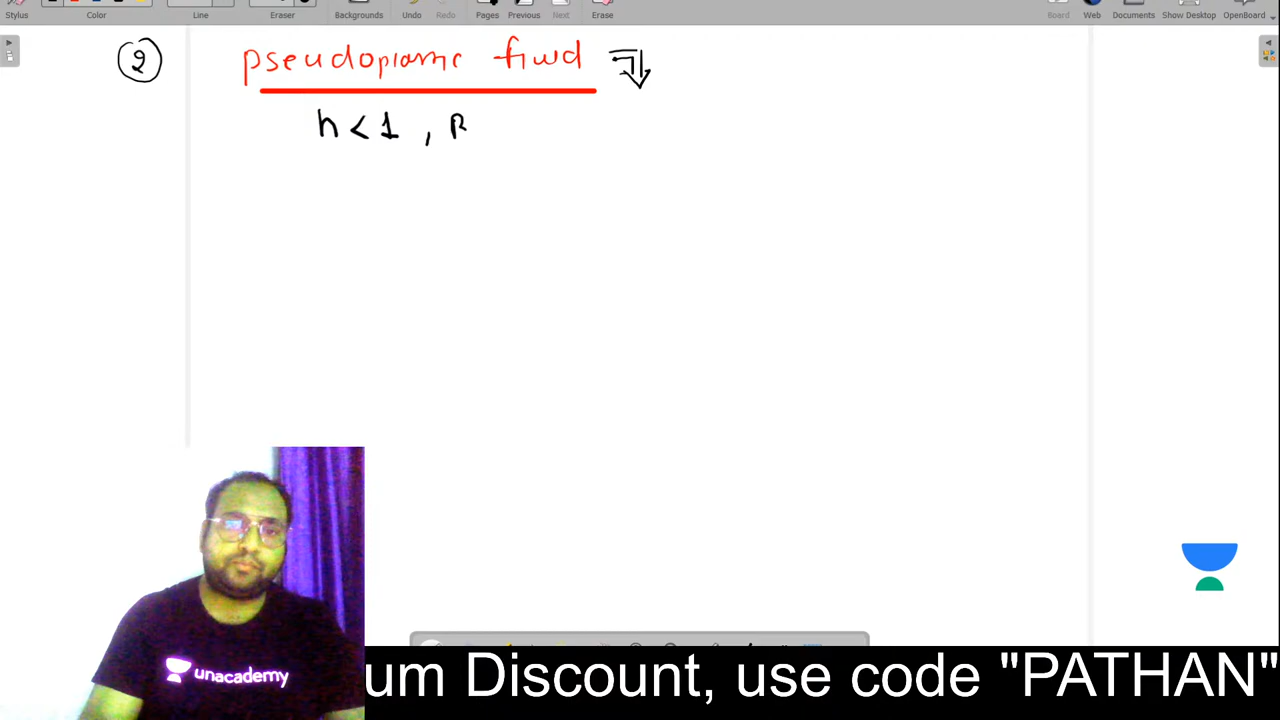 Stylus Color Line Eraser Backgrounds Undo Redo Pages Previous Next Erase Board Web Documents Show Desktop OpenBoard
2 pseudoplamic fluid
n < 1 , B
unacademy
um Discount, use code "PATHAN"